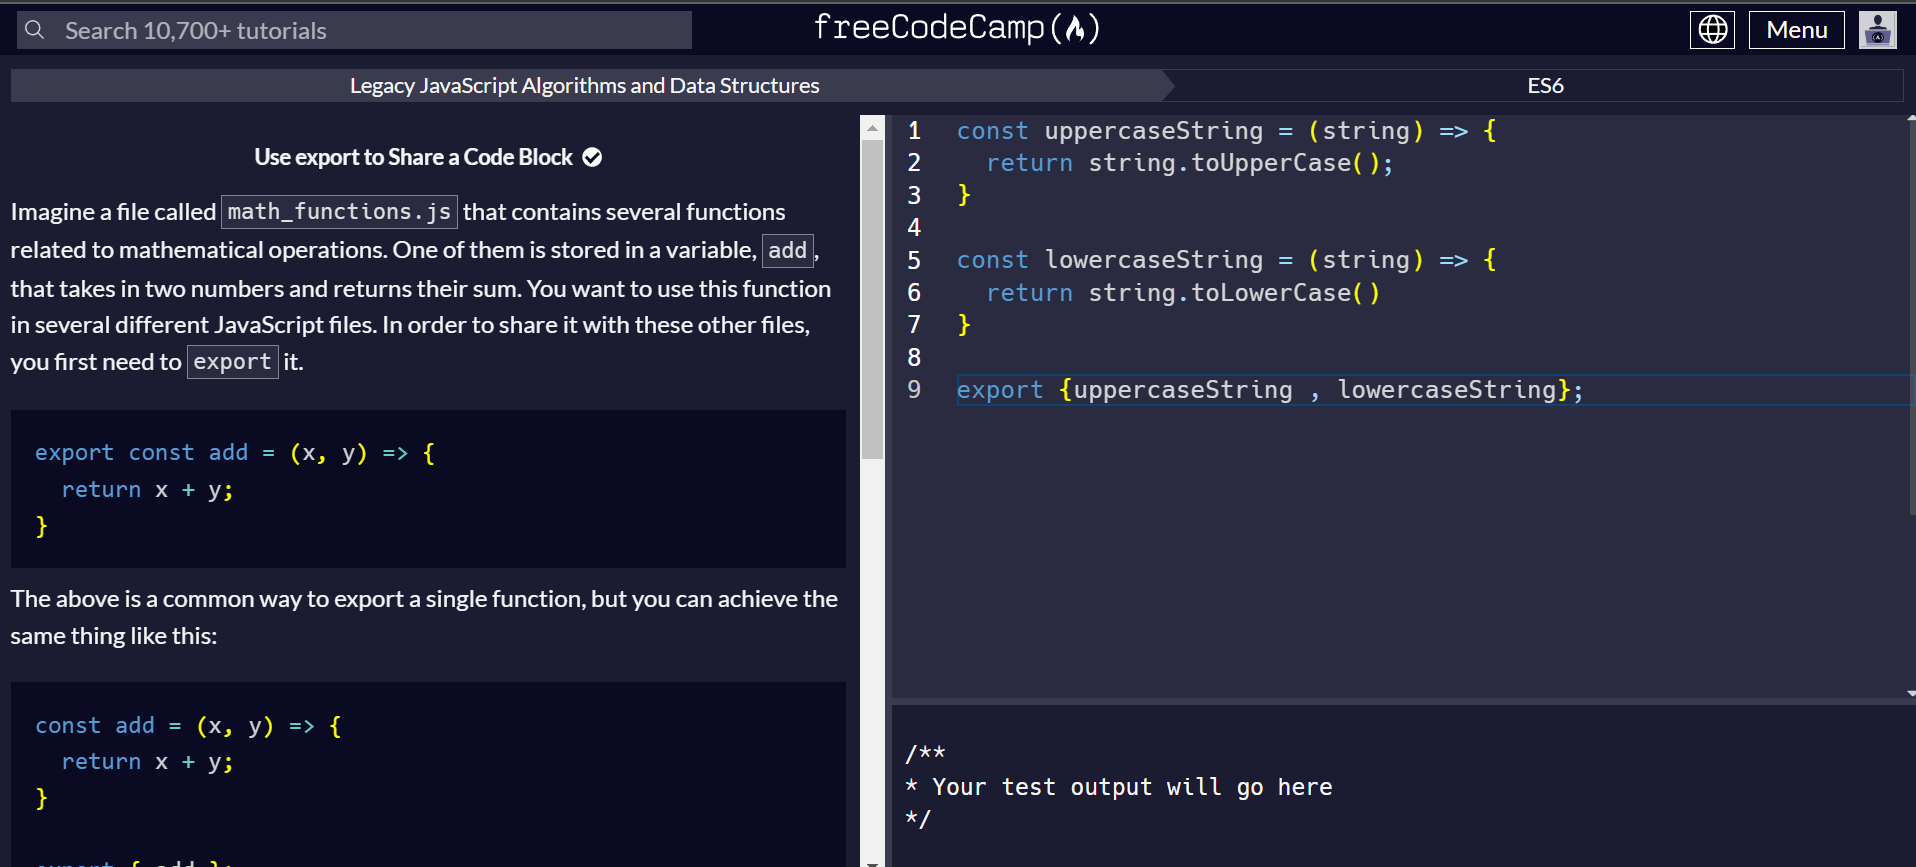 Search 10,700+ tutorials
freeCodeCamp(🔥)
Menu
Legacy JavaScript Algorithms and Data Structures
ES6
Use export to Share a Code Block
Imagine a file called math_functions.js that contains several functions
related to mathematical operations. One of them is stored in a variable, add,
that takes in two numbers and returns their sum. You want to use this function
in several different JavaScript files. In order to share it with these other files,
you first need to export it.
export const add = (x, y) => {
  return x + y;
}
The above is a common way to export a single function, but you can achieve the
same thing like this:
const add = (x, y) => {
  return x + y;
}
export { add };
1 const uppercaseString = (string) => {
2   return string.toUpperCase();
3 }
4
5 const lowercaseString = (string) => {
6   return string.toLowerCase()
7 }
8
9 export {uppercaseString , lowercaseString};
/**
* Your test output will go here
*/